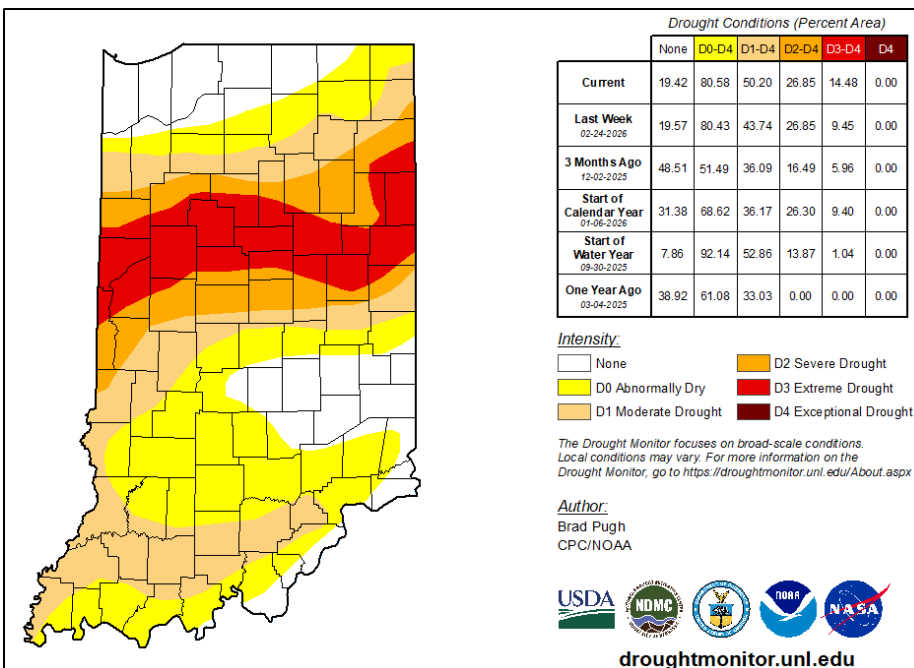 Drought Conditions (Percent Area)
None D0-D4 D1-D4 D2-D4 D3-D4 D4
Current 19.42 80.58 50.20 26.85 14.48 0.00
Last Week
02-24-2026 19.57 80.43 43.74 26.85 9.45 0.00
3 Months Ago
12-02-2025 48.51 51.49 36.09 16.49 5.96 0.00
Start of
Calendar Year
01-06-2026 31.38 68.62 36.17 26.30 9.40 0.00
Start of
Water Year
09-30-2025 7.86 92.14 52.86 13.87 1.04 0.00
One Year Ago
03-04-2025 38.92 61.08 33.03 0.00 0.00 0.00
Intensity:
None D2 Severe Drought
D0 Abnormally Dry D3 Extreme Drought
D1 Moderate Drought D4 Exceptional Drought
The Drought Monitor focuses on broad-scale conditions.
Local conditions may vary. For more information on the
Drought Monitor, go to https://droughtmonitor.unl.edu/About.aspx
Author:
Brad Pugh
CPC/NOAA
USDA NDMC NOAA NASA
droughtmonitor.unl.edu